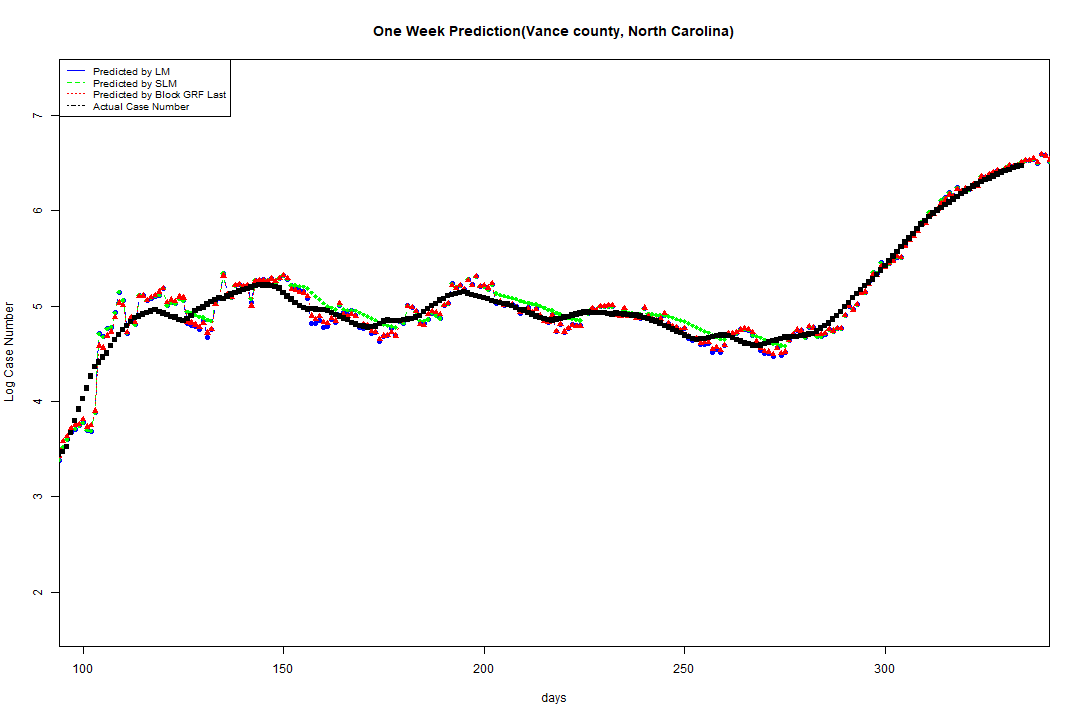 One Week Prediction(Vance county, North Carolina)
Predicted by LM
Predicted by SLM
Predicted by Block GRF Last
Actual Case Number
7
6
5
4
3
2
Log Case Number
100 150 200 250 300
days